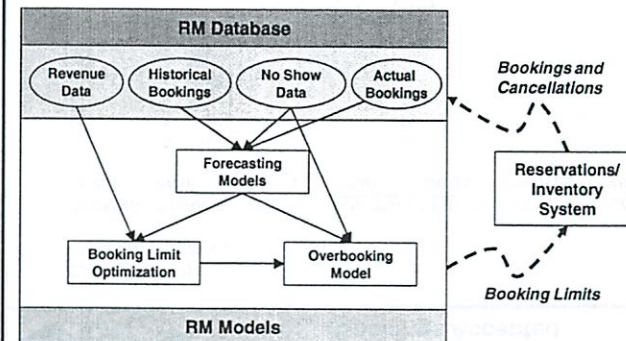 RM Database
Revenue
Data
Historical
Bookings
No Show
Data
Actual
Bookings
Forecasting
Models
Booking Limit
Optimization
Overbooking
Model
RM Models
Bookings and
Cancellations
Reservations/
Inventory
System
Booking Limits